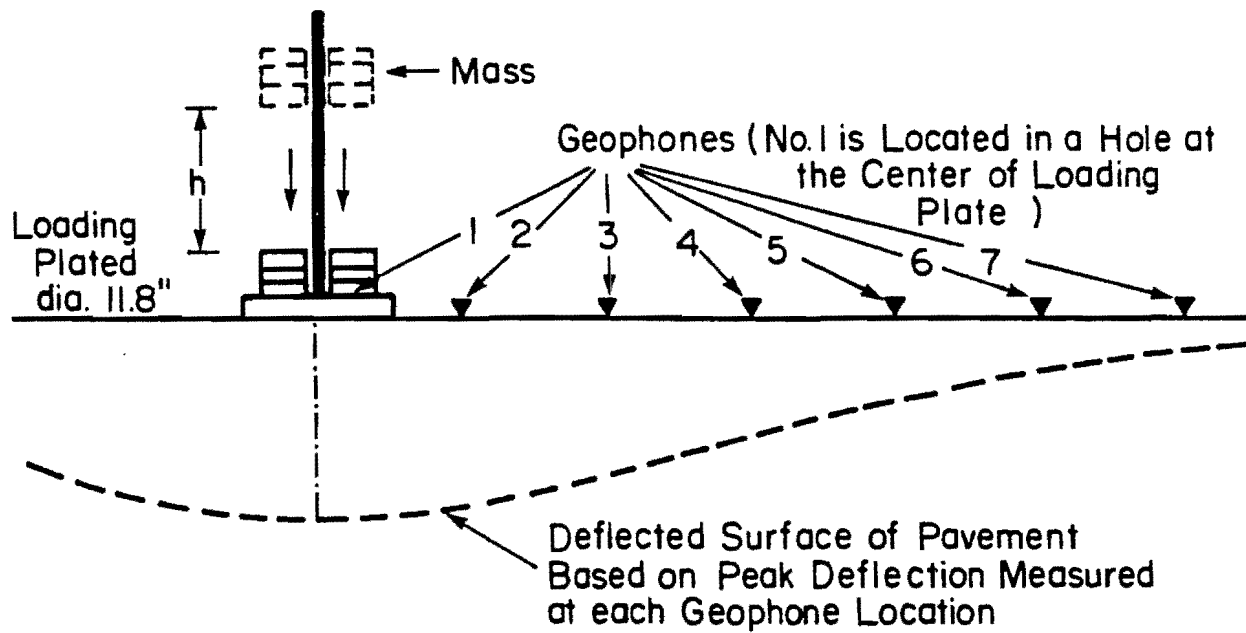 Mass
Geophones (No.1 is Located in a Hole at
the Center of Loading
Plate )
h
Loading
Plated
dia. 11.8"
1 2 3 4 5 6 7
Deflected Surface of Pavement
Based on Peak Deflection Measured
at each Geophone Location